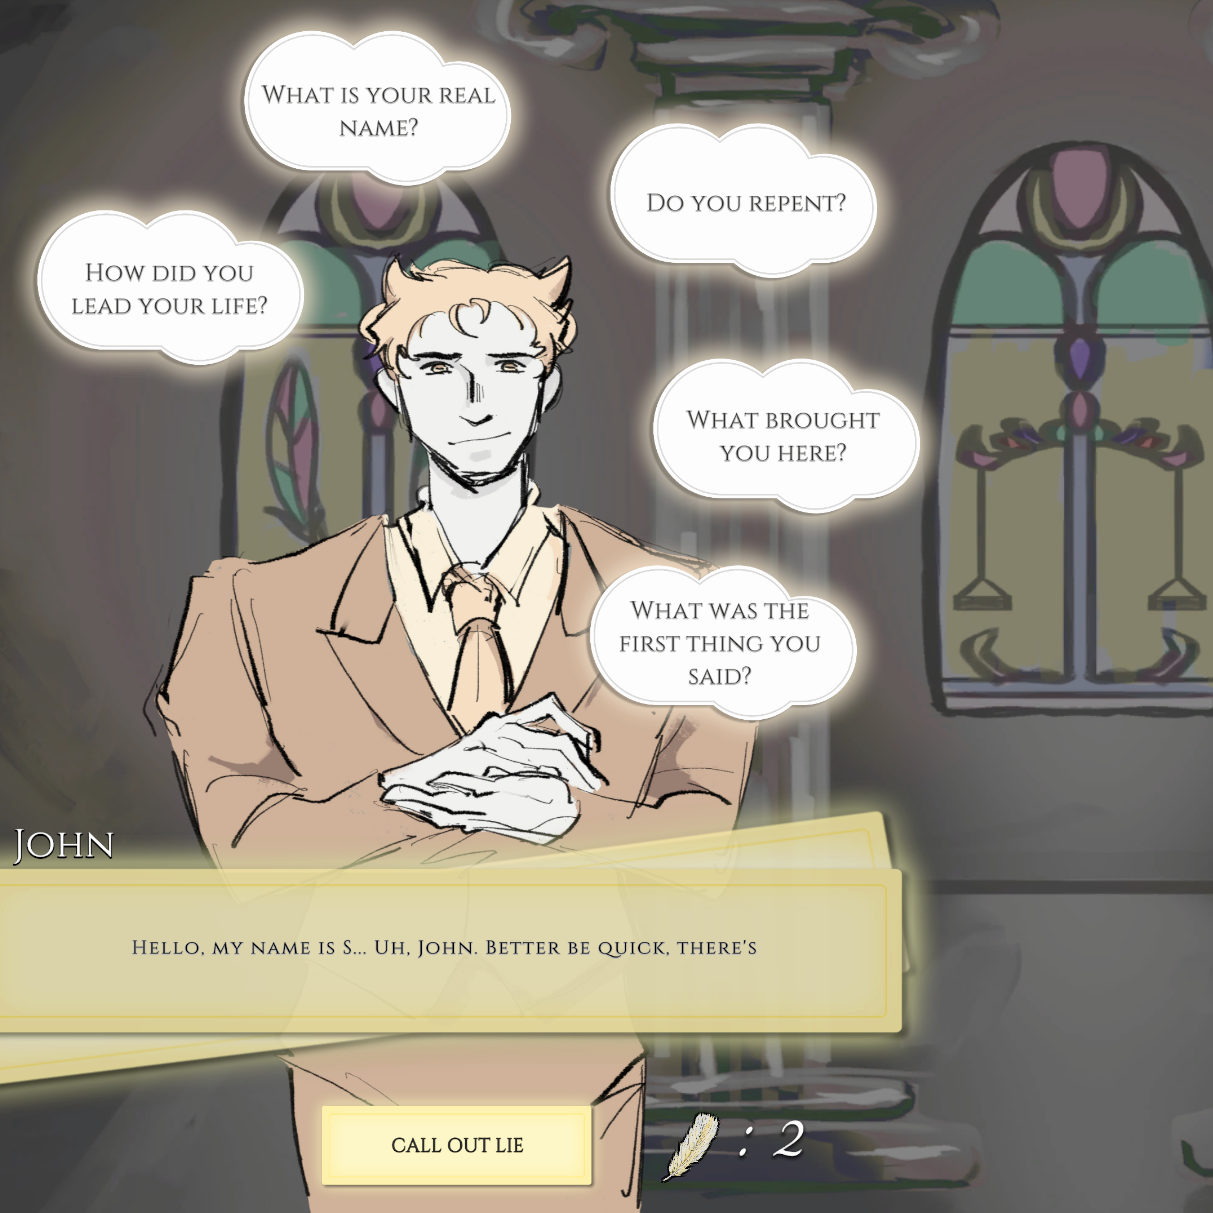 What is your real
name?
Do you repent?
How did you
lead your life?
What brought
you here?
What was the
first thing you
said?
John
Hello, my name is S... Uh, John. Better be quick, there's
CALL OUT LIE
: 2